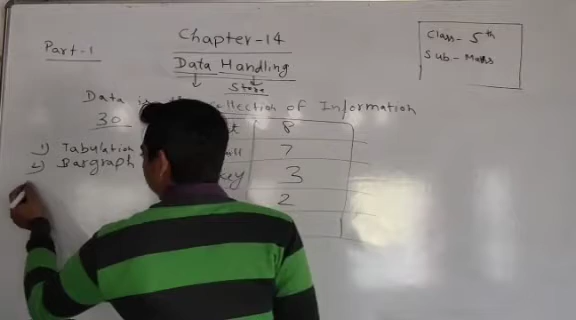 Part-1
Chapter-14
Data Handling
Store
Class- 5th
Sub- Maths
Data is collection of Information
30
1) Tabulation
2) Bargraph
8
7
3
2